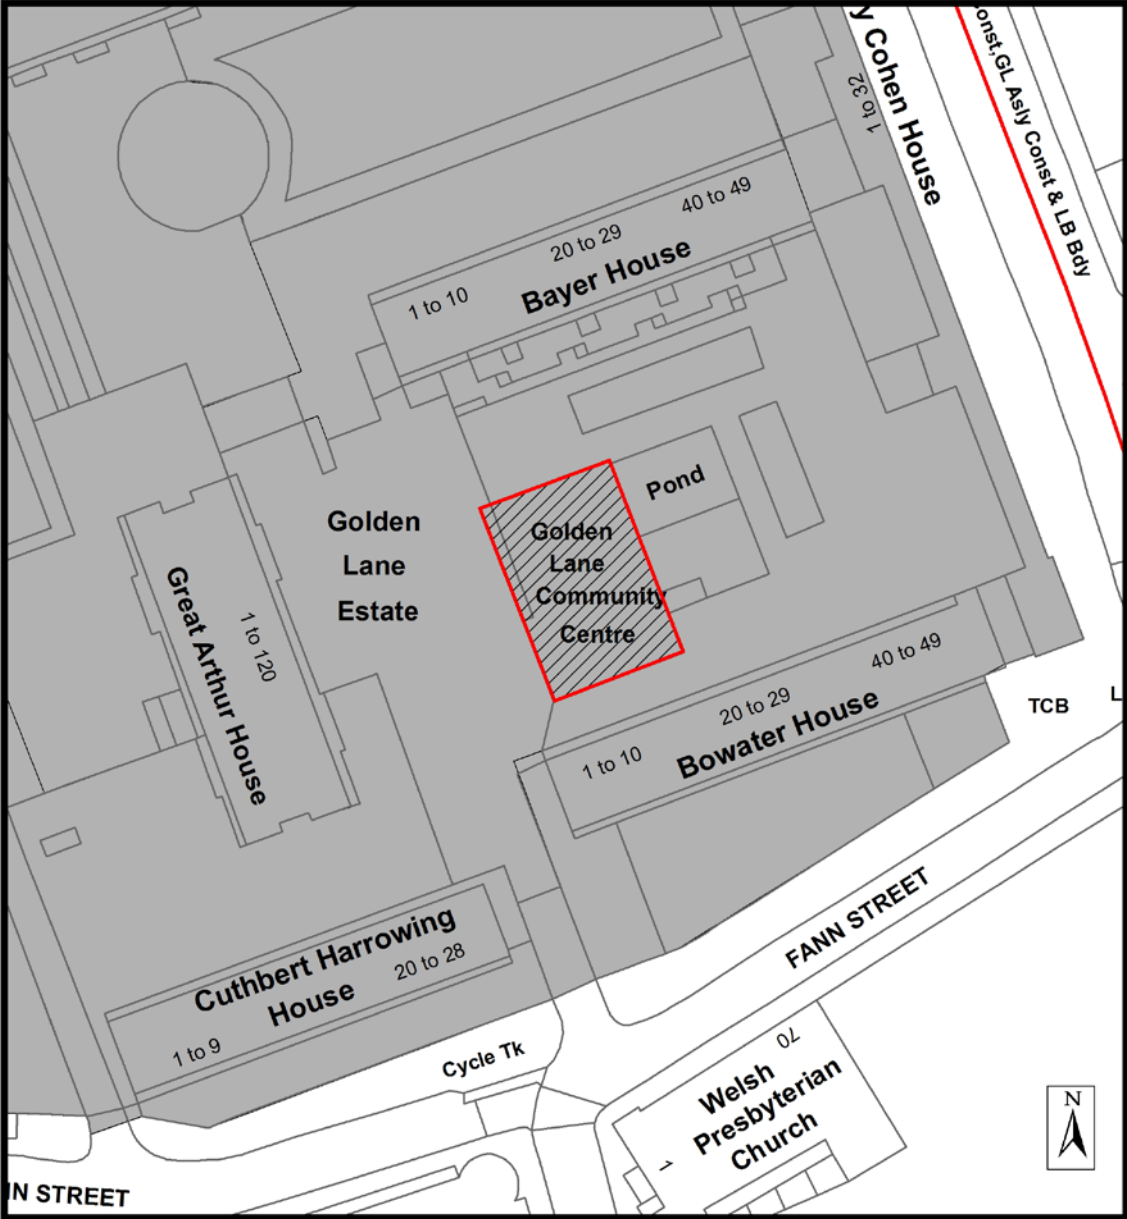 y Cohen House
1 to 32
onst,GL Asly Const & LB Bdy
40 to 49
20 to 29
1 to 10
Bayer House
Pond
Golden
Lane
Estate
Golden
Lane
Community
Centre
Great Arthur House
1 to 120
40 to 49
20 to 29
1 to 10
Bowater House
TCB
L
FANN STREET
Cuthbert Harrowing
House
20 to 28
1 to 9
Cycle Tk
70
Welsh
Presbyterian
Church
1
N
IN STREET